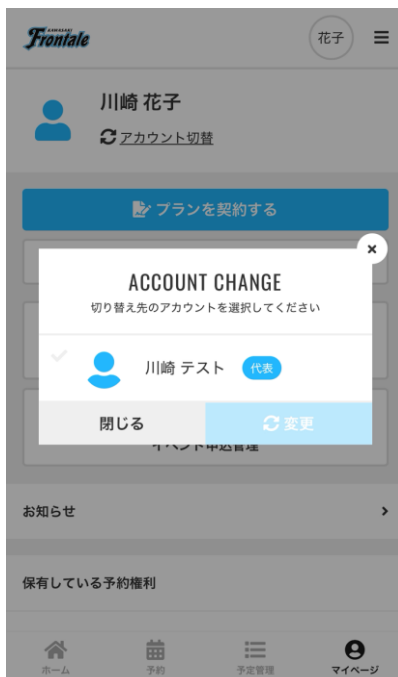 KAWASAKI
Frontale
花子
川崎 花子
アカウント切替
プランを契約する
ACCOUNT CHANGE
切り替え先のアカウントを選択してください
川崎 テスト
代表
閉じる
変更
イベント申込管理
お知らせ
保有している予約権利
ホーム
予約
予定管理
マイページ